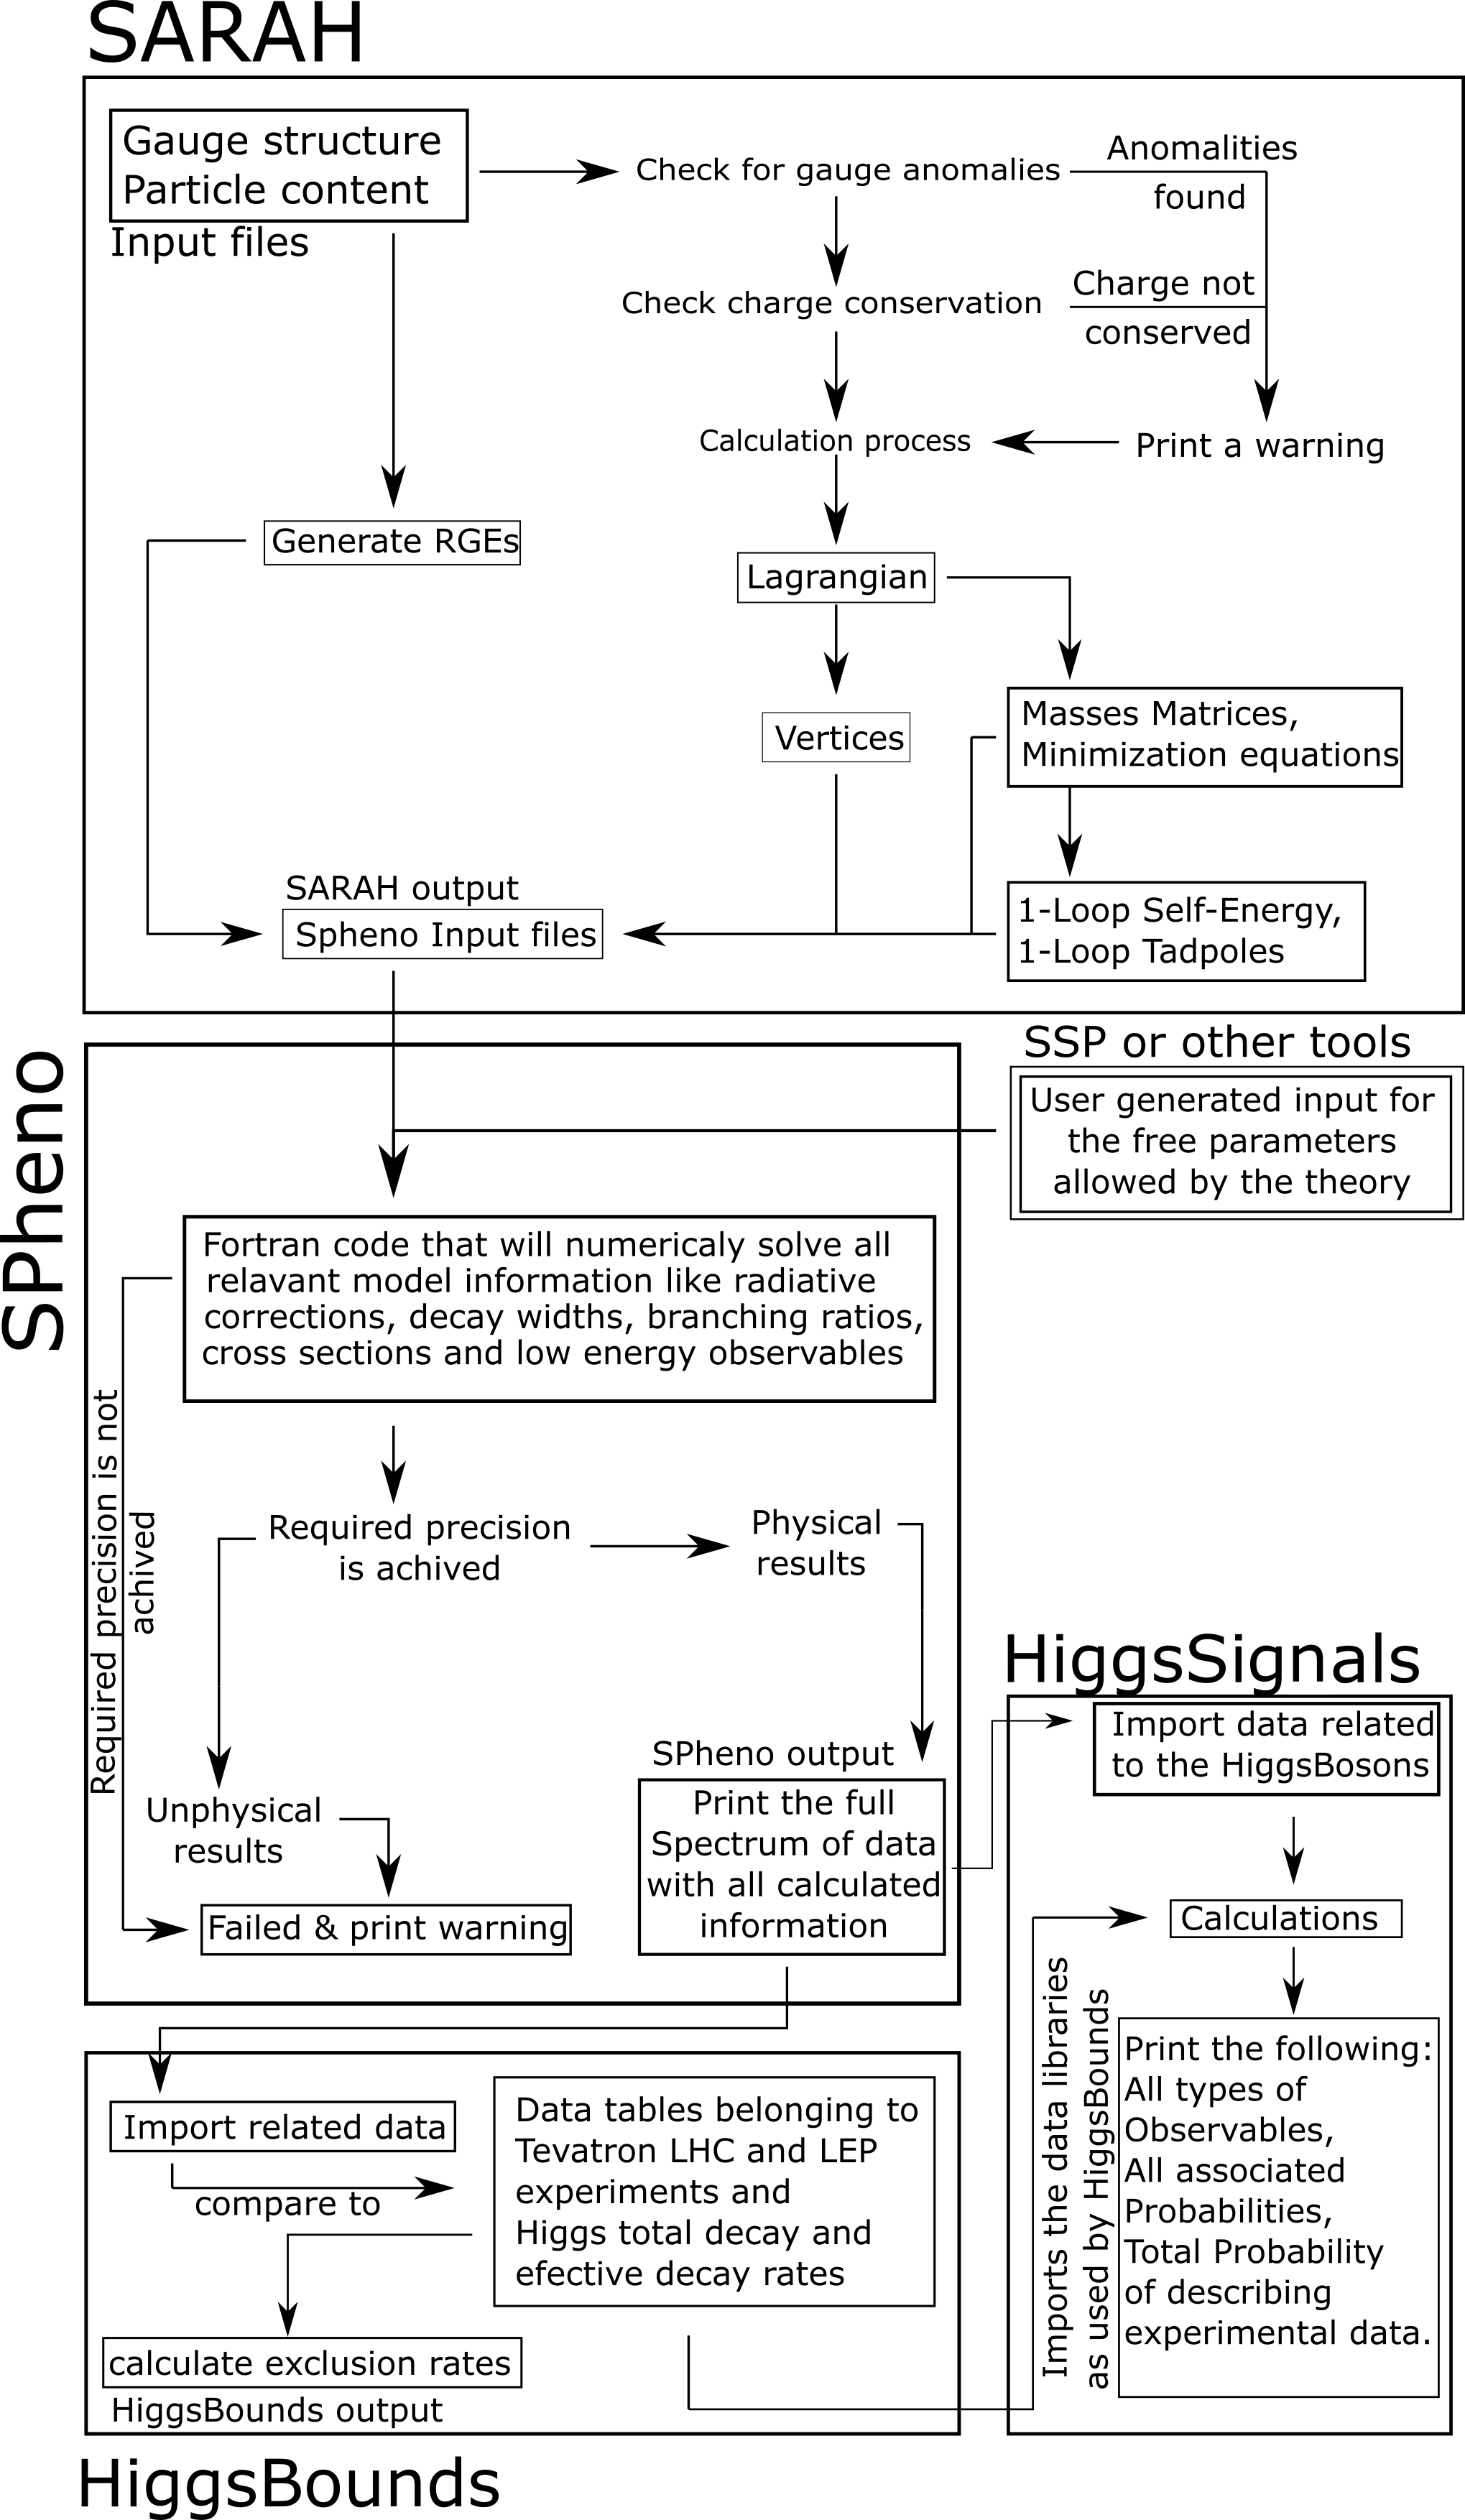 SARAH
Gauge structure
Particle content
Input files
Check for gauge anomalies
Anomalities
found
Check charge conservation
Charge not
conserved
Calculation process
Print a warning
Generate RGEs
Lagrangian
Vertices
Masses Matrices,
Minimization equations
SARAH output
Spheno Input files
1-Loop Self-Energy,
1-Loop Tadpoles
SPheno
SSP or other tools
User generated input for
the free parameters
allowed by the theory
Fortran code that will numericaly solve all
relavant model information like radiative
corrections, decay widths, branching ratios,
cross sections and low energy observables
Required precision is not
achived
Required precision
is achived
Physical
results
Unphysical
results
Failed & print warning
SPheno output
Print the full
Spectrum of data
with all calculated
information
HiggsSignals
Import data related
to the HiggsBosons
Calculations
Imports the data libraries
as used by HiggsBounds
Print the following:
All types of
Observables,
All associated
Probabilities,
Total Probability
of describing
experimental data.
Import related data
compare to
Data tables belonging to
Tevatron LHC and LEP
experiments and
Higgs total decay and
efective decay rates
calculate exclusion rates
HiggsBounds output
HiggsBounds